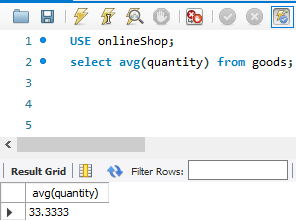 1 USE onlineShop;
2 select avg(quantity) from goods;
3
4
5
Result Grid Filter Rows:
avg(quantity)
33.3333